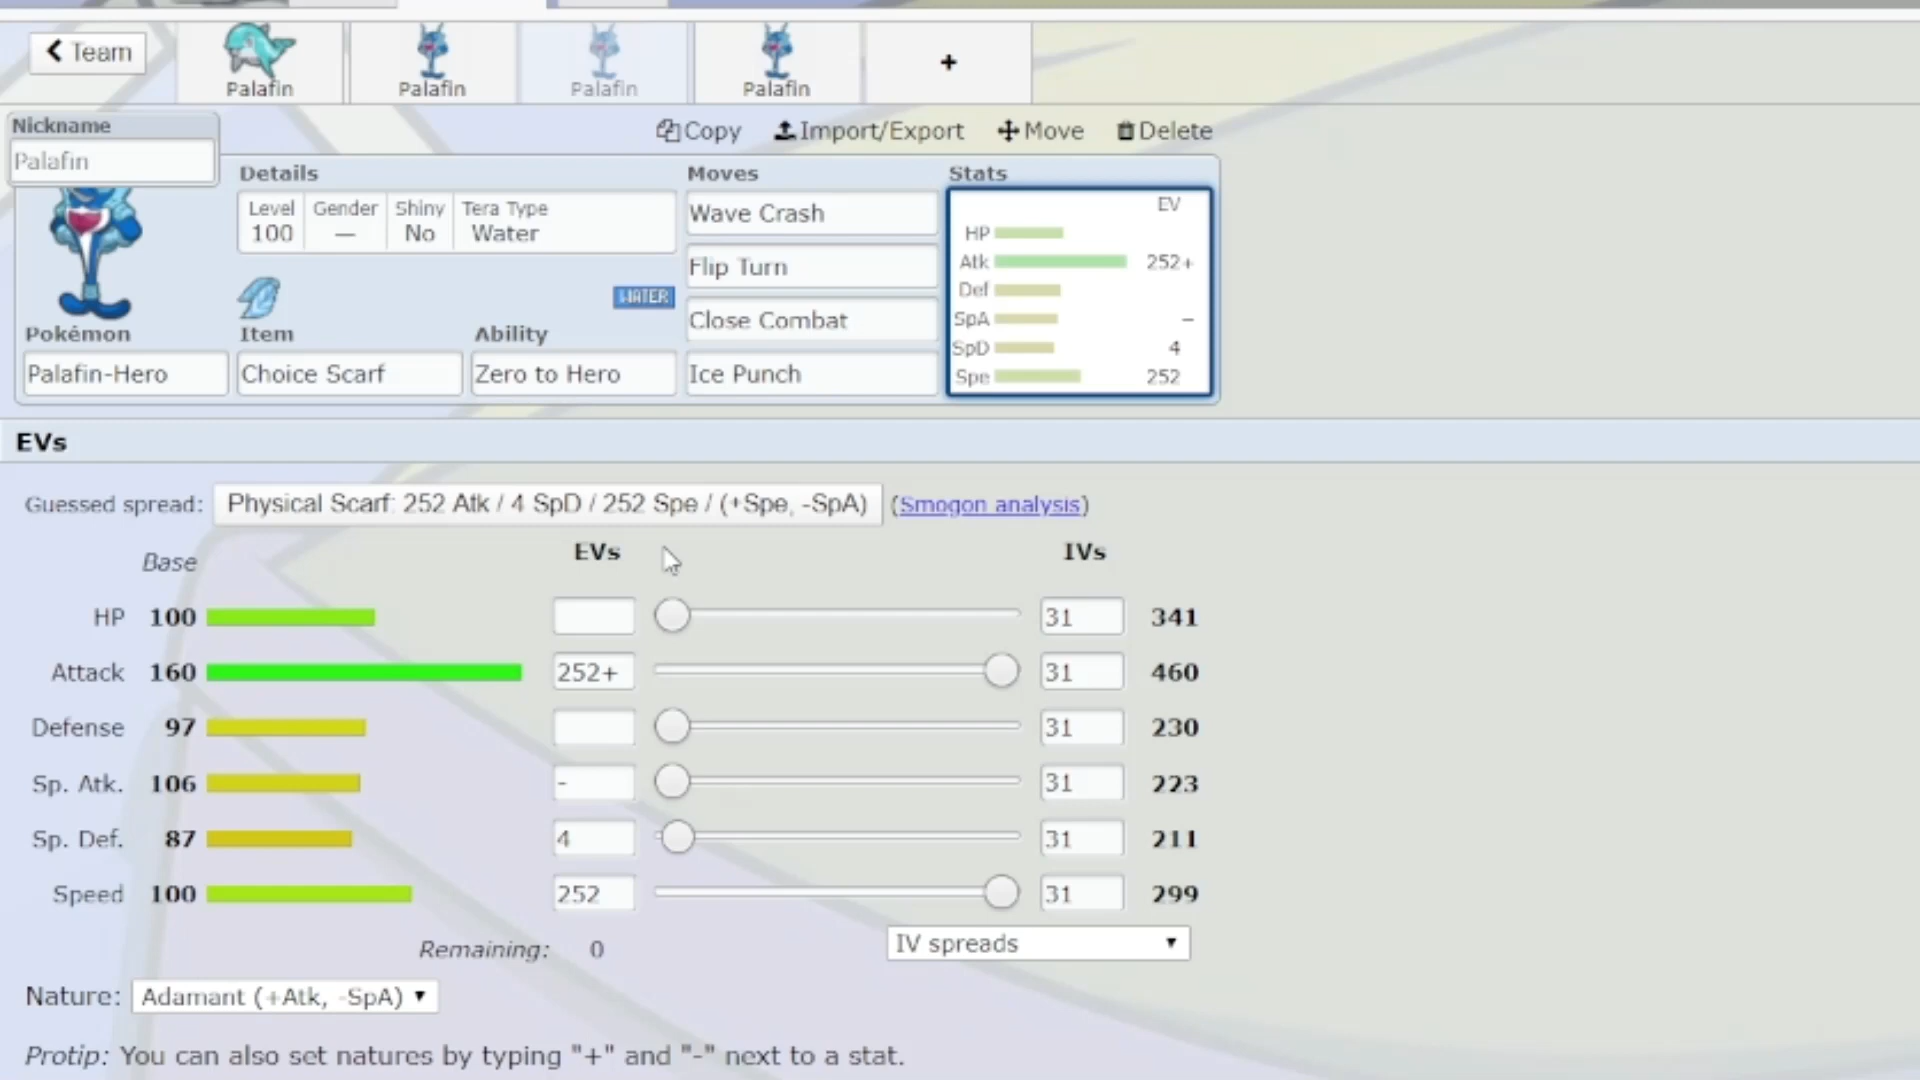 Team
Palafin
Palafin
Palafin
Palafin
+
Nickname
Palafin
Copy
Import/Export
Move
Delete
Details
Level
100
Gender
—
Shiny
No
Tera Type
Water
WATER
Pokémon
Palafin-Hero
Item
Choice Scarf
Ability
Zero to Hero
Moves
Wave Crash
Flip Turn
Close Combat
Ice Punch
Stats
EV
HP
Atk 252+
Def
SpA –
SpD 4
Spe 252
EVs
Guessed spread: Physical Scarf: 252 Atk / 4 SpD / 252 Spe / (+Spe, -SpA) (Smogon analysis)
Base EVs IVs
HP 100 31 341
Attack 160 252+ 31 460
Defense 97 31 230
Sp. Atk. 106 - 31 223
Sp. Def. 87 4 31 211
Speed 100 252 31 299
Remaining: 0
IV spreads
Nature: Adamant (+Atk, -SpA)
Protip: You can also set natures by typing "+" and "-" next to a stat.